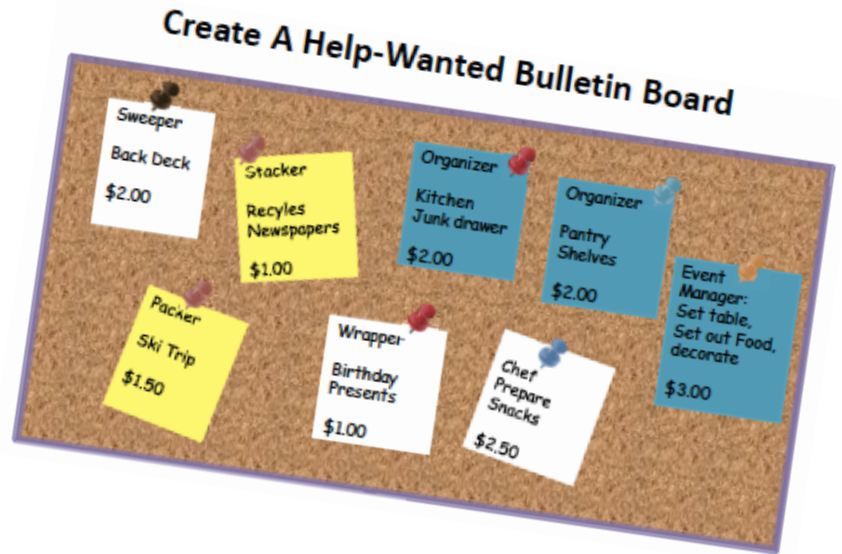 Create A Help-Wanted Bulletin Board
Sweeper
Back Deck
$2.00
Stacker
Recyles
Newspapers
$1.00
Organizer
Kitchen
Junk drawer
$2.00
Organizer
Pantry
Shelves
$2.00
Event
Manager:
Set table,
Set out Food,
decorate
$3.00
Packer
Ski Trip
$1.50
Wrapper
Birthday
Presents
$1.00
Chef
Prepare
Snacks
$2.50